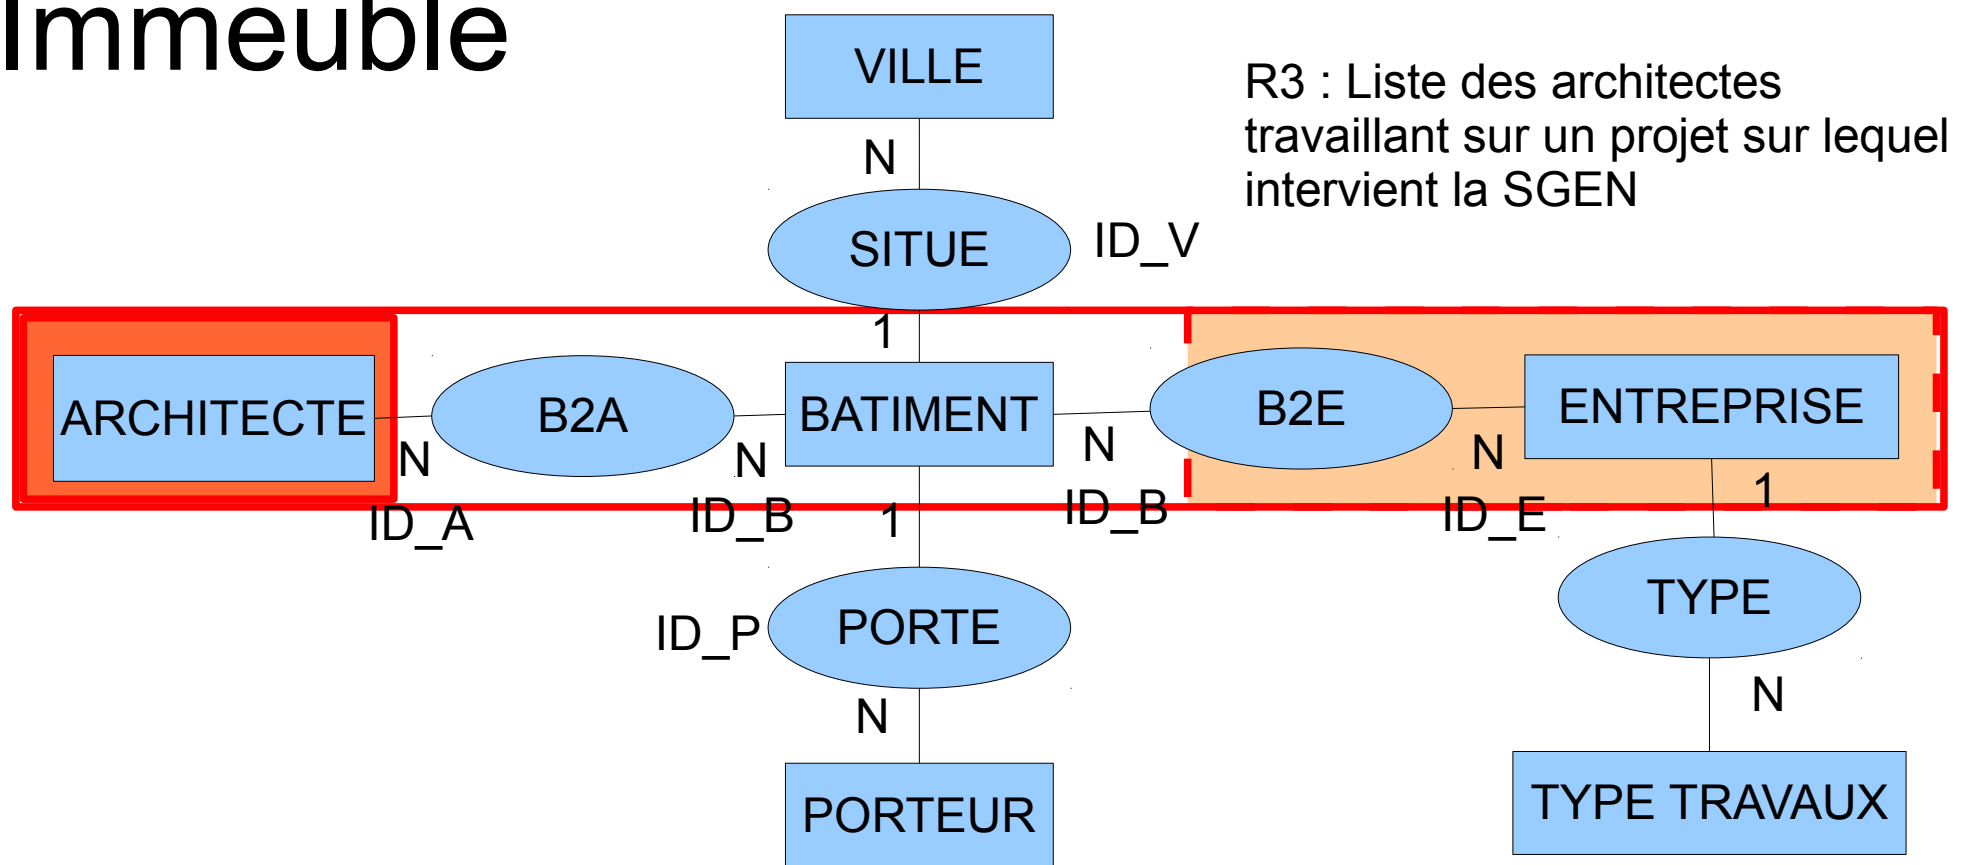 Immeuble
VILLE
R3 : Liste des architectes
travaillant sur un projet sur lequel
intervient la SGEN
N
SITUE
ID_V
1
ARCHITECTE
N
B2A
N
BATIMENT
N
B2E
N
ENTREPRISE
ID_A
ID_B
1
ID_B
ID_E
1
ID_P
PORTE
TYPE
N
N
PORTEUR
TYPE TRAVAUX